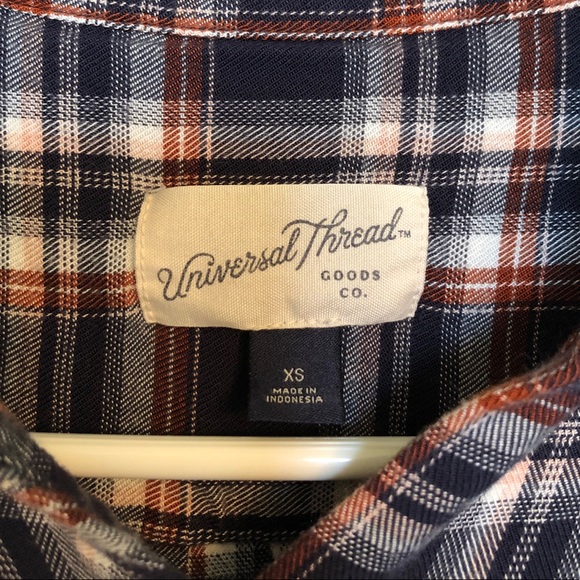 Universal Thread™
GOODS
CO.
XS
MADE IN
INDONESIA